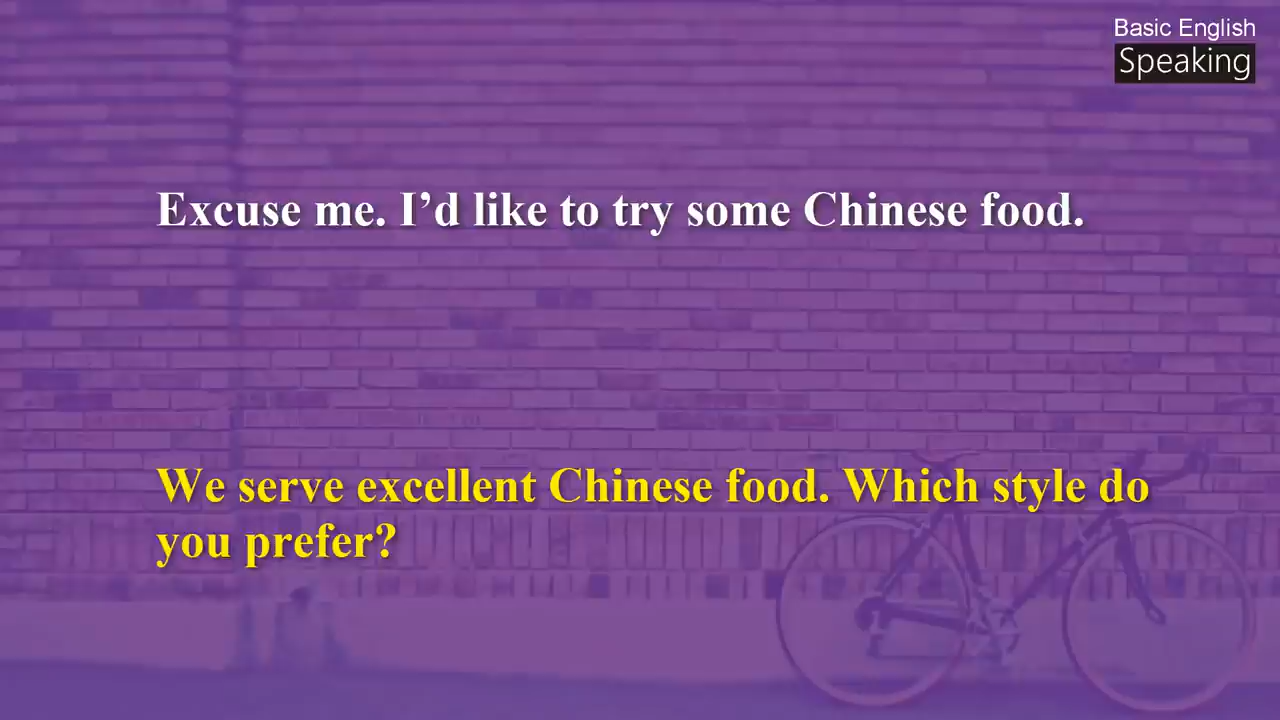 Basic English
Speaking
Excuse me. I’d like to try some Chinese food.
We serve excellent Chinese food. Which style do
you prefer?